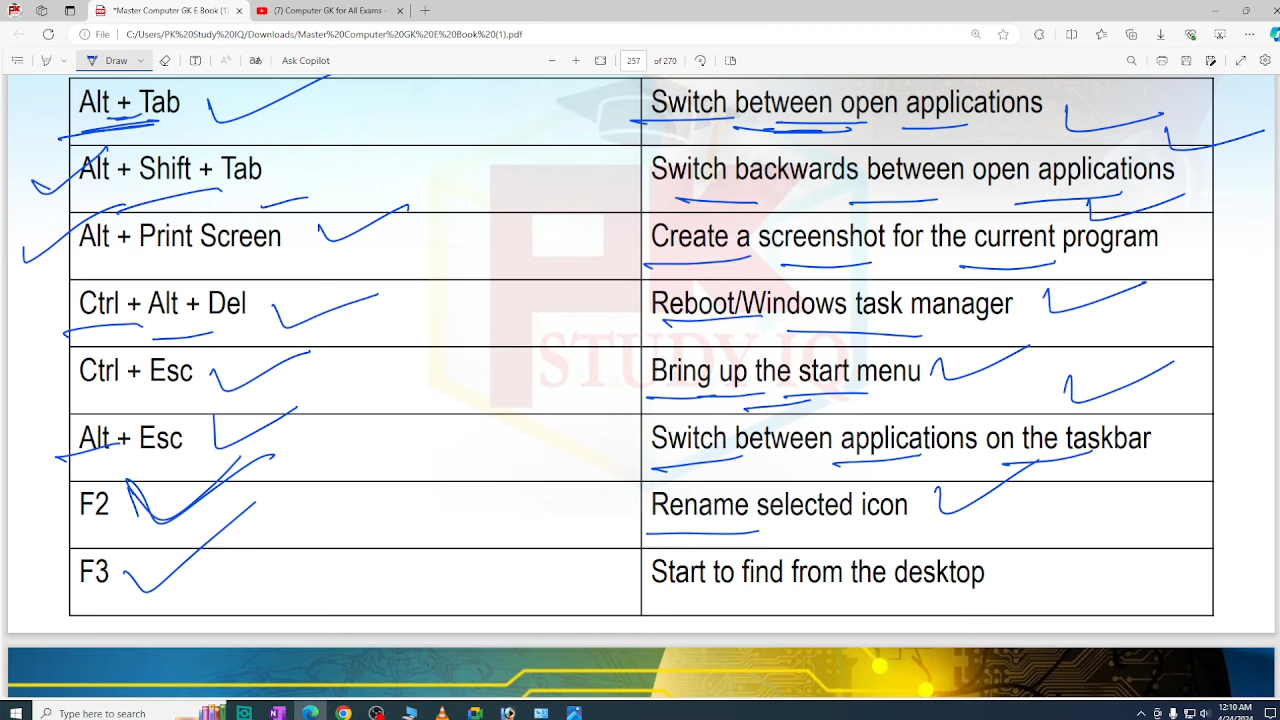 *Master Computer GK E Book (1)
(7) Computer GK for All Exams -
File C:/Users/PK%20Study%20IQ/Downloads/Master%20Computer%20GK%20E%20Book%20(1).pdf
Draw Ask Copilot 257 of 270
Alt + Tab Switch between open applications
Alt + Shift + Tab Switch backwards between open applications
Alt + Print Screen Create a screenshot for the current program
Ctrl + Alt + Del Reboot/Windows task manager
Ctrl + Esc Bring up the start menu
Alt + Esc Switch between applications on the taskbar
F2 Rename selected icon
F3 Start to find from the desktop
PK
STUDY IQ
Type here to search
12:10 AM
4/24/2024